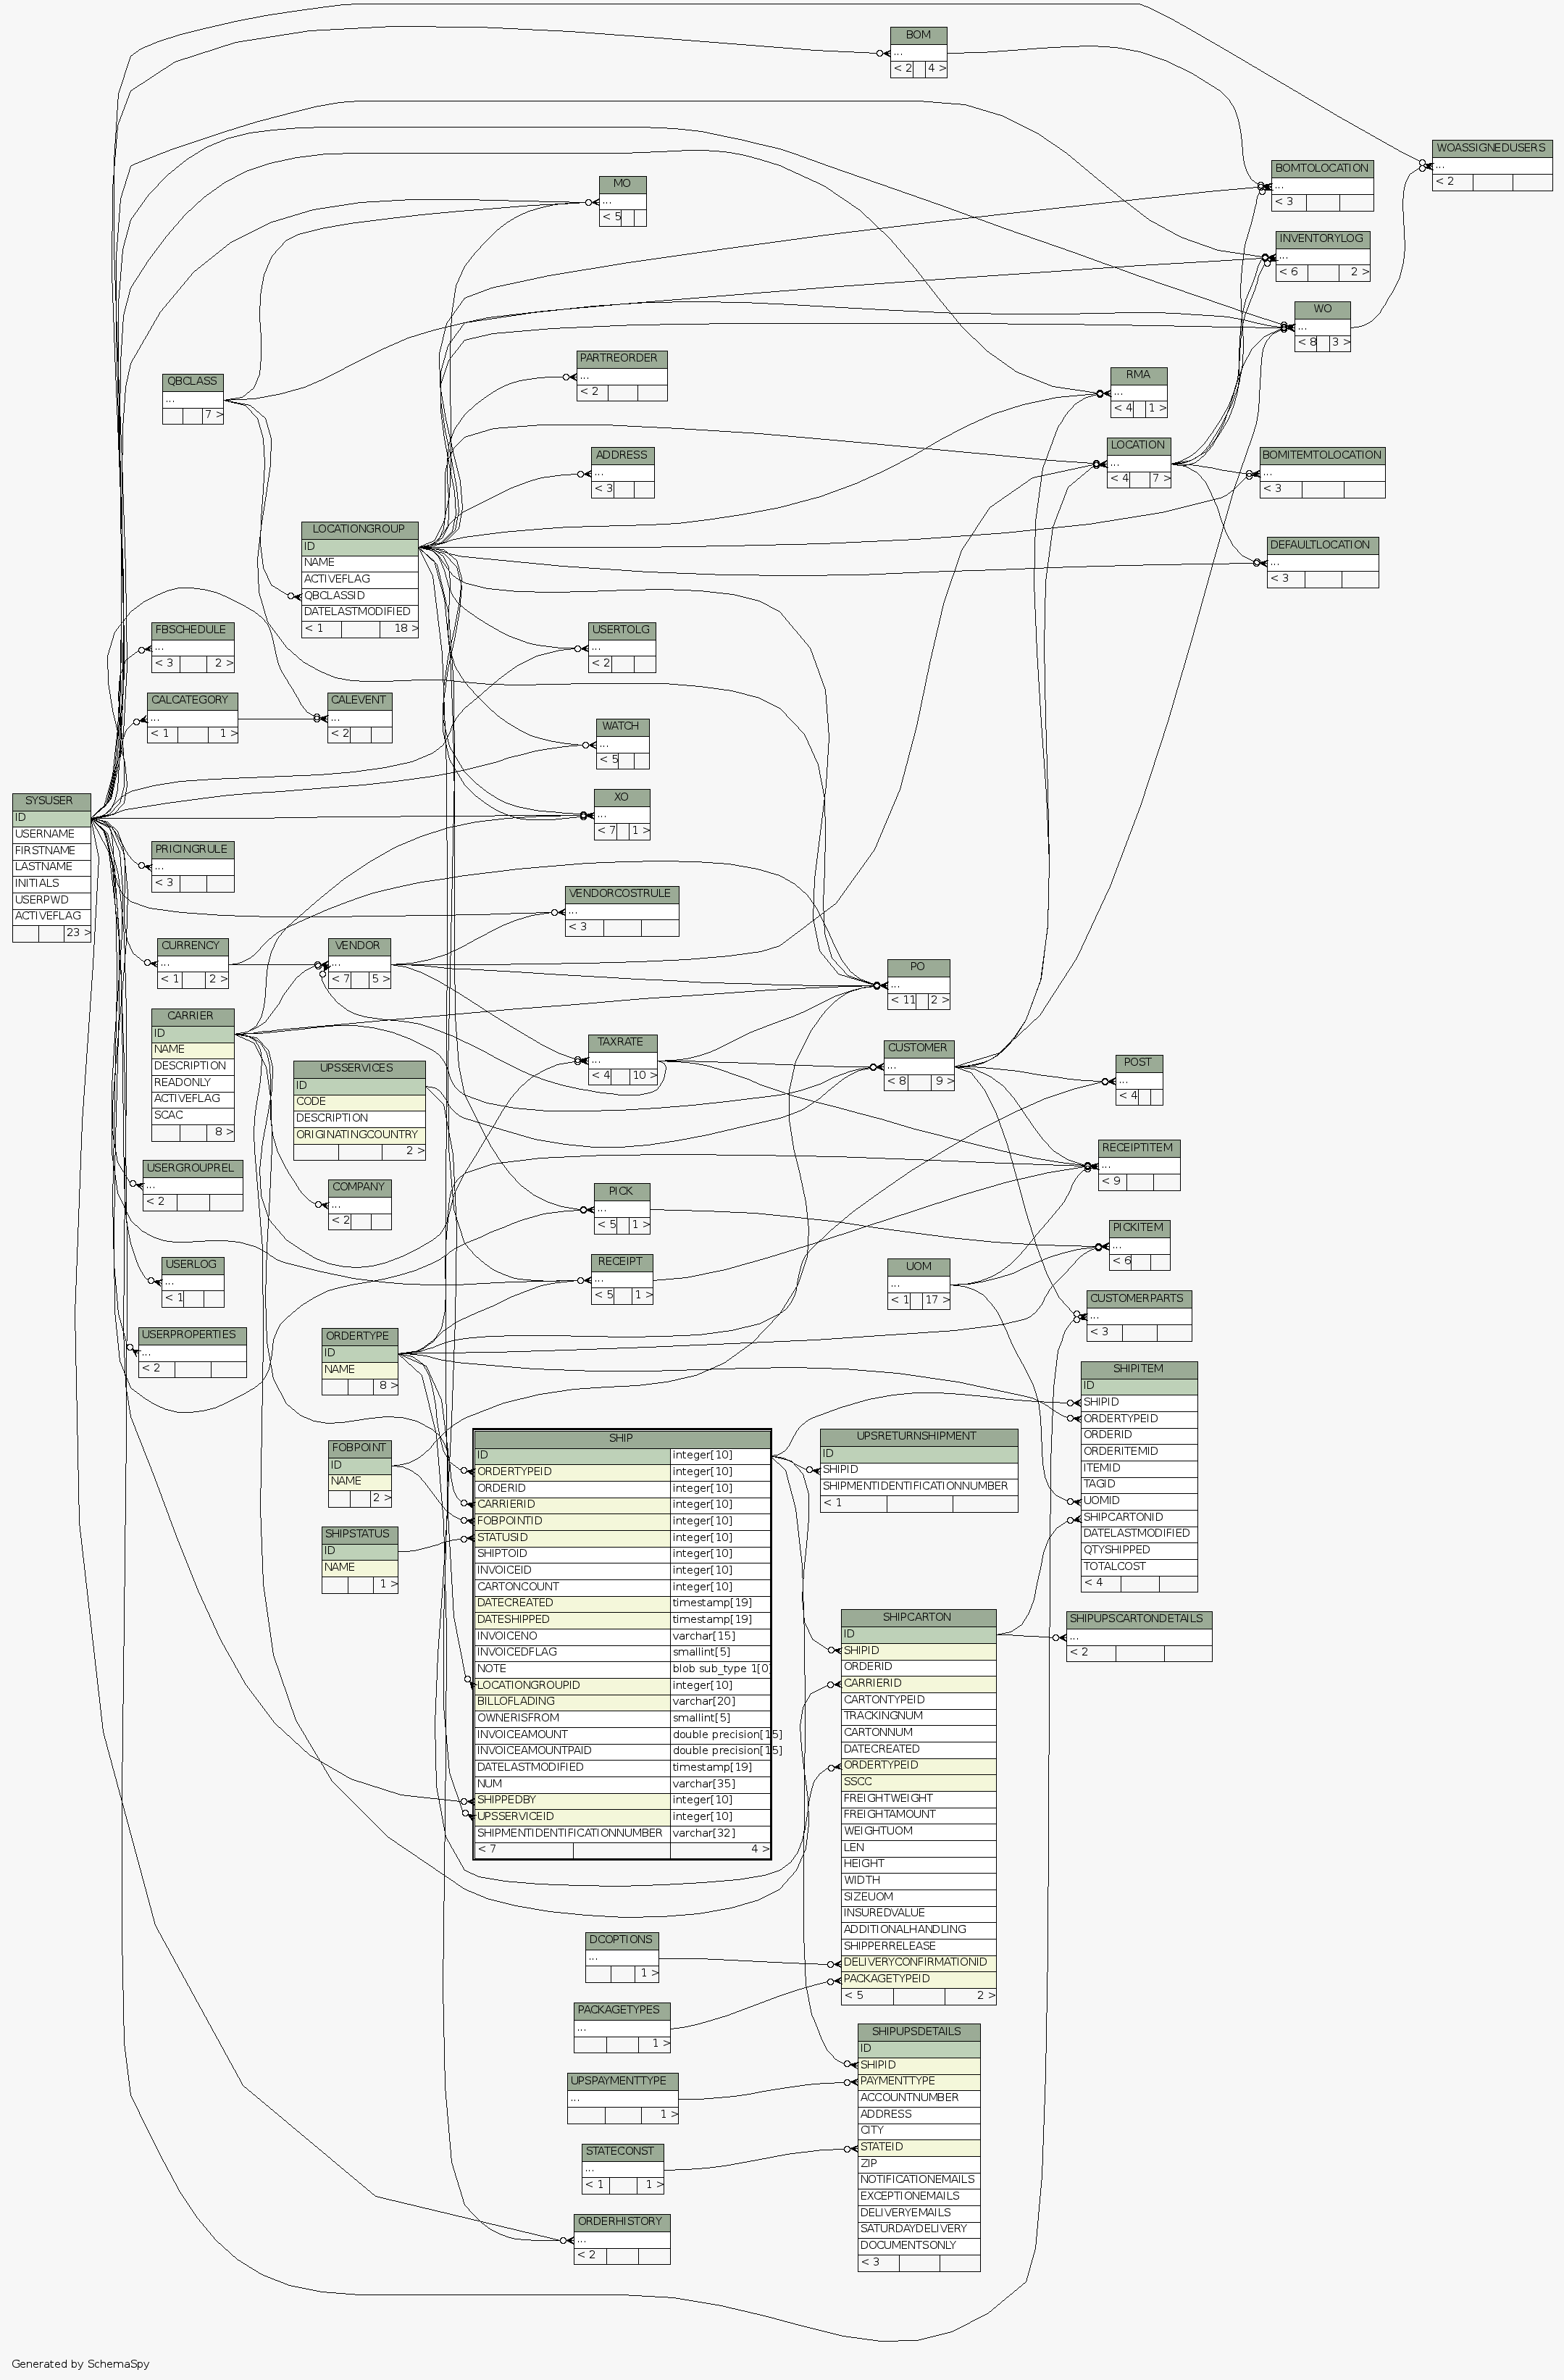 BOM
...
< 2 4 >
WOASSIGNEDUSERS
...
< 2
BOMTOLOCATION
...
< 3
MO
...
< 5
INVENTORYLOG
...
< 6 2 >
WO
...
< 8 3 >
PARTREORDER
...
< 2
RMA
...
< 4 1 >
QBCLASS
...
7 >
LOCATION
...
< 4 7 >
ADDRESS
...
< 3
BOMITEMTOLOCATION
...
< 3
LOCATIONGROUP
ID
NAME
ACTIVEFLAG
QBCLASSID
DATELASTMODIFIED
< 1 18 >
DEFAULTLOCATION
...
< 3
FBSCHEDULE
...
< 3 2 >
USERTOLG
...
< 2
CALCATEGORY
...
< 1 1 >
CALEVENT
...
< 2
WATCH
...
< 5
SYSUSER
ID
USERNAME
FIRSTNAME
LASTNAME
INITIALS
USERPWD
ACTIVEFLAG
23 >
XO
...
< 7 1 >
PRICINGRULE
...
< 3
VENDORCOSTRULE
...
< 3
CURRENCY
...
< 1 2 >
VENDOR
...
< 7 5 >
PO
...
< 11 2 >
CARRIER
ID
NAME
DESCRIPTION
READONLY
ACTIVEFLAG
SCAC
8 >
UPSSERVICES
ID
CODE
DESCRIPTION
ORIGINATINGCOUNTRY
2 >
TAXRATE
...
< 4 10 >
CUSTOMER
...
< 8 9 >
POST
...
< 4
RECEIPTITEM
...
< 9
USERGROUPREL
...
< 2
COMPANY
...
< 2
PICK
...
< 5 1 >
PICKITEM
...
< 6
USERLOG
...
< 1
RECEIPT
...
< 5 1 >
UOM
...
< 1 17 >
CUSTOMERPARTS
...
< 3
USERPROPERTIES
...
< 2
ORDERTYPE
ID
NAME
8 >
SHIPITEM
ID
SHIPID
ORDERTYPEID
ORDERID
ORDERITEMID
ITEMID
TAGID
UOMID
SHIPCARTONID
DATELASTMODIFIED
QTYSHIPPED
TOTALCOST
< 4
FOBPOINT
ID
NAME
2 >
SHIPSTATUS
ID
NAME
1 >
SHIP
ID integer[10]
ORDERTYPEID integer[10]
ORDERID integer[10]
CARRIERID integer[10]
FOBPOINTID integer[10]
STATUSID integer[10]
SHIPTOID integer[10]
INVOICEID integer[10]
CARTONCOUNT integer[10]
DATECREATED timestamp[19]
DATESHIPPED timestamp[19]
INVOICENO varchar[15]
INVOICEDFLAG smallint[5]
NOTE blob sub_type 1[0]
LOCATIONGROUPID integer[10]
BILLOFLADING varchar[20]
OWNERISFROM smallint[5]
INVOICEAMOUNT double precision[15]
INVOICEAMOUNTPAID double precision[15]
DATELASTMODIFIED timestamp[19]
NUM varchar[35]
SHIPPEDBY integer[10]
UPSSERVICEID integer[10]
SHIPMENTIDENTIFICATIONNUMBER varchar[32]
< 7 4 >
UPSRETURNSHIPMENT
ID
SHIPID
SHIPMENTIDENTIFICATIONNUMBER
< 1
SHIPCARTON
ID
SHIPID
ORDERID
CARRIERID
CARTONTYPEID
TRACKINGNUM
CARTONNUM
DATECREATED
ORDERTYPEID
SSCC
FREIGHTWEIGHT
FREIGHTAMOUNT
WEIGHTUOM
LEN
HEIGHT
WIDTH
SIZEUOM
INSUREDVALUE
ADDITIONALHANDLING
SHIPPERRELEASE
DELIVERYCONFIRMATIONID
PACKAGETYPEID
< 5 2 >
SHIPUPSCARTONDETAILS
...
< 2
DCOPTIONS
...
1 >
PACKAGETYPES
...
1 >
UPSPAYMENTTYPE
...
1 >
STATECONST
...
< 1 1 >
ORDERHISTORY
...
< 2
SHIPUPSDETAILS
ID
SHIPID
PAYMENTTYPE
ACCOUNTNUMBER
ADDRESS
CITY
STATEID
ZIP
NOTIFICATIONEMAILS
EXCEPTIONEMAILS
DELIVERYEMAILS
SATURDAYDELIVERY
DOCUMENTSONLY
< 3
Generated by SchemaSpy